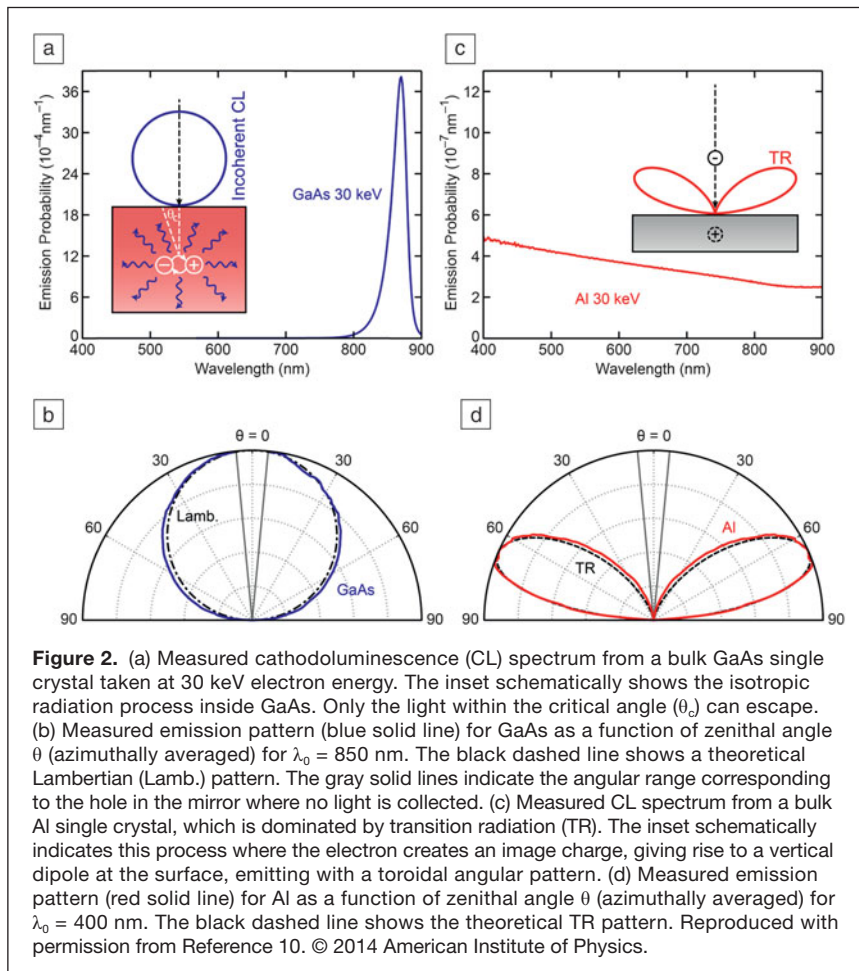 a
Emission Probability (10⁻⁴nm⁻¹)
36
30
24
18
12
6
0
400 500 600 700 800 900
Wavelength (nm)
Incoherent CL
GaAs 30 keV
θc
−
+
c
Emission Probability (10⁻⁷nm⁻¹)
12
10
8
6
4
2
0
400 500 600 700 800 900
Wavelength (nm)
−
TR
+
Al 30 keV
b
θ = 0
30 30
60 60
90 90
Lamb.
GaAs
d
θ = 0
30 30
60 60
90 90
Al
TR
Figure 2. (a) Measured cathodoluminescence (CL) spectrum from a bulk GaAs single
crystal taken at 30 keV electron energy. The inset schematically shows the isotropic
radiation process inside GaAs. Only the light within the critical angle (θc) can escape.
(b) Measured emission pattern (blue solid line) for GaAs as a function of zenithal angle
θ (azimuthally averaged) for λ₀ = 850 nm. The black dashed line shows a theoretical
Lambertian (Lamb.) pattern. The gray solid lines indicate the angular range corresponding
to the hole in the mirror where no light is collected. (c) Measured CL spectrum from a bulk
Al single crystal, which is dominated by transition radiation (TR). The inset schematically
indicates this process where the electron creates an image charge, giving rise to a vertical
dipole at the surface, emitting with a toroidal angular pattern. (d) Measured emission
pattern (red solid line) for Al as a function of zenithal angle θ (azimuthally averaged) for
λ₀ = 400 nm. The black dashed line shows the theoretical TR pattern. Reproduced with
permission from Reference 10. © 2014 American Institute of Physics.